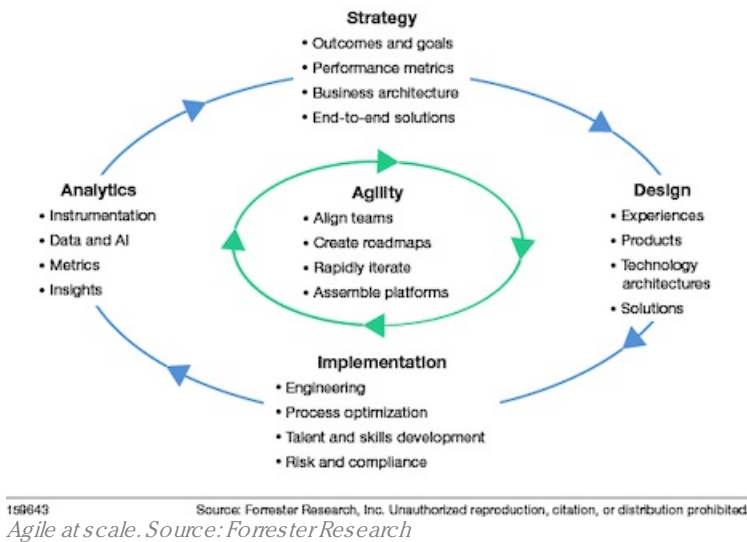 Strategy
• Outcomes and goals
• Performance metrics
• Business architecture
• End-to-end solutions
Analytics
• Instrumentation
• Data and AI
• Metrics
• Insights
Agility
• Align teams
• Create roadmaps
• Rapidly iterate
• Assemble platforms
Design
• Experiences
• Products
• Technology
architectures
• Solutions
Implementation
• Engineering
• Process optimization
• Talent and skills development
• Risk and compliance
159643 Source: Forrester Research, Inc. Unauthorized reproduction, citation, or distribution prohibited.
Agile at scale. Source: Forrester Research